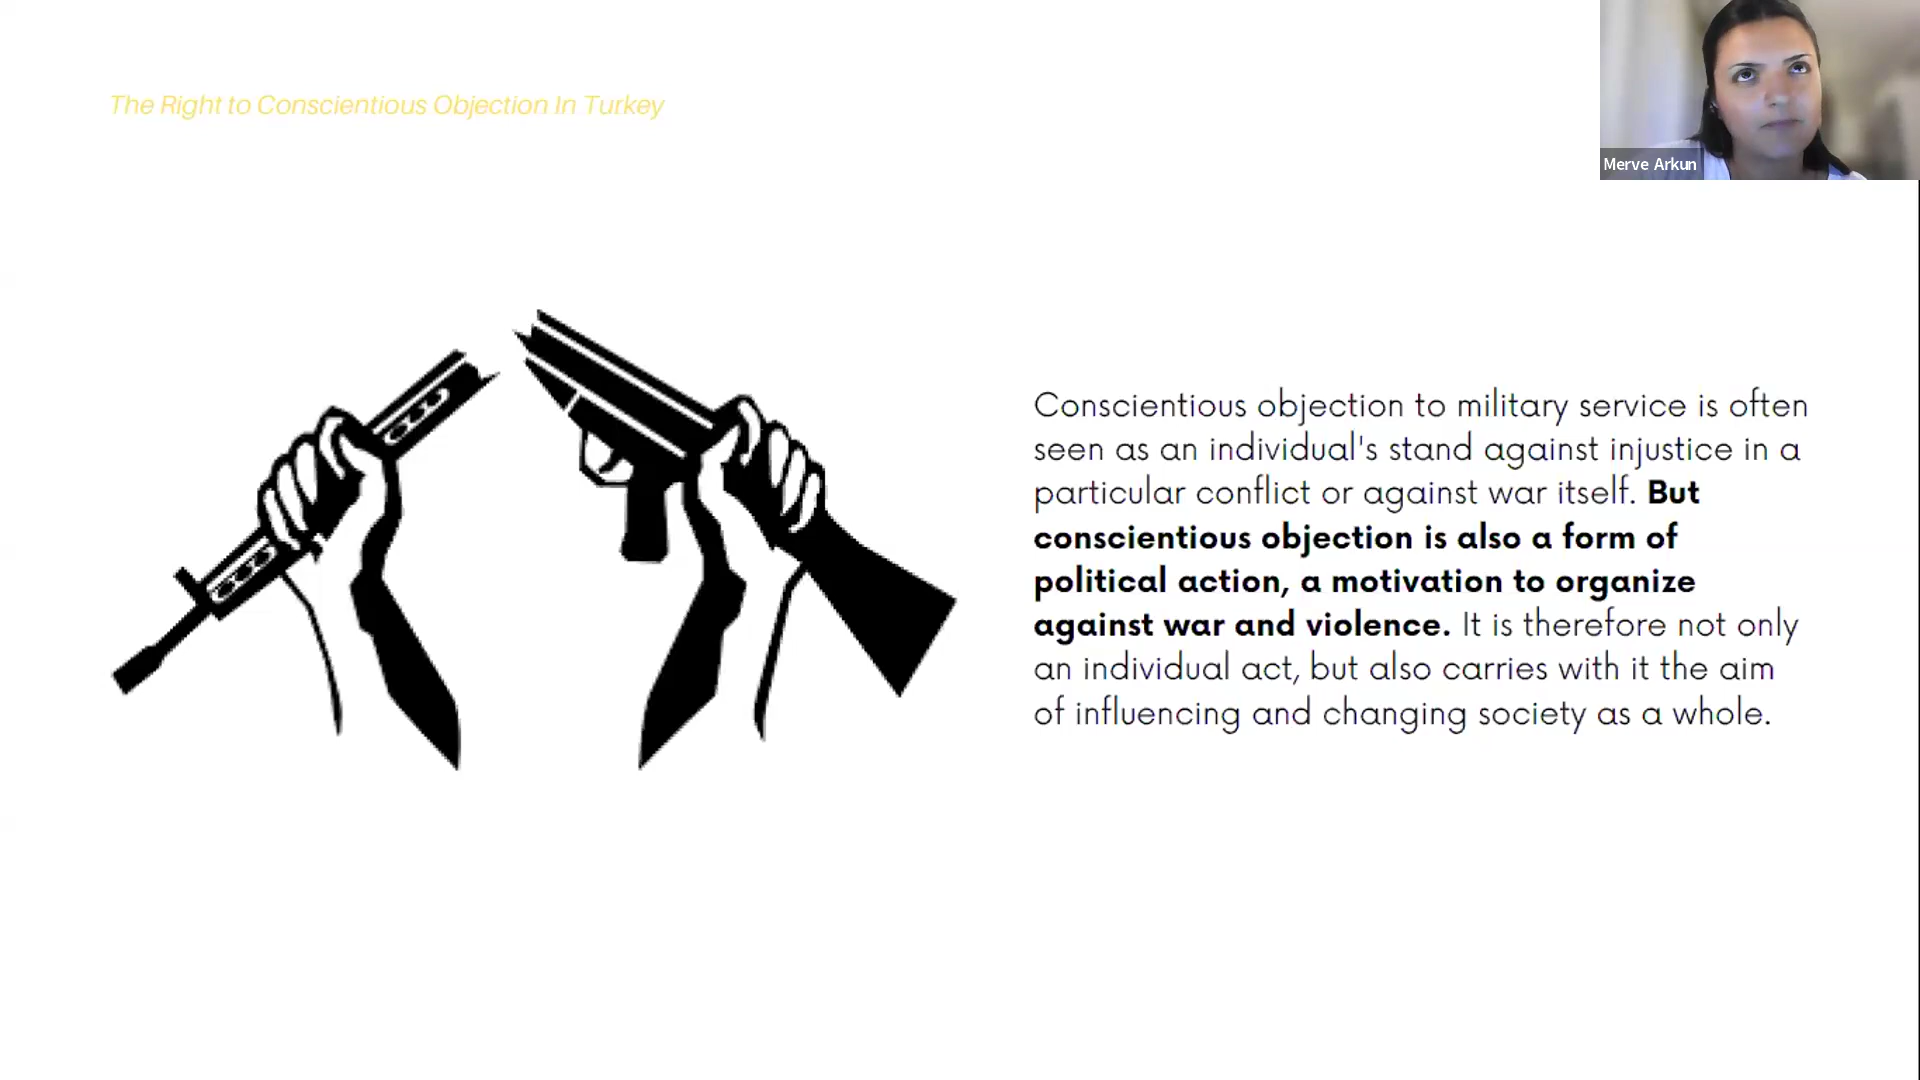 The Right to Conscientious Objection In Turkey
Merve Arkun
Conscientious objection to military service is often
seen as an individual's stand against injustice in a
particular conflict or against war itself. But
conscientious objection is also a form of
political action, a motivation to organize
against war and violence. It is therefore not only
an individual act, but also carries with it the aim
of influencing and changing society as a whole.